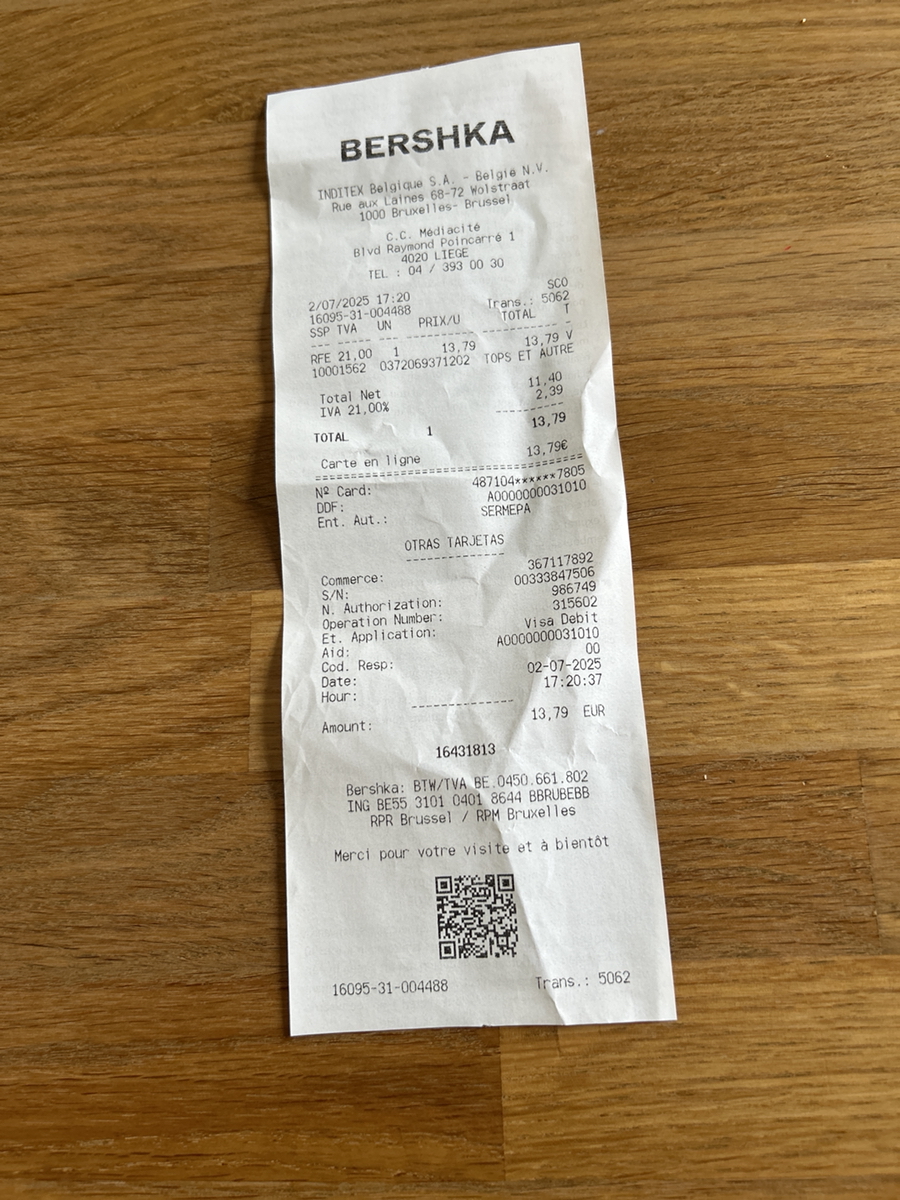 BERSHKA
INDITEX Belgique S.A. - België N.V.
Rue aux Laines 68-72 Wolstraat
1000 Bruxelles- Brussel
C.C. Médiacité
Blvd Raymond Poincarré 1
4020 LIEGE
TEL : 04 / 393 00 30
SCO
2/07/2025 17:20 Trans.: 5062
16095-31-004488
SSP TVA UN PRIX/U TOTAL T
--- ----- --- ------- -------- -
RFE 21,00 1 13,79 13,79 V
10001562 0372069371202 TOPS ET AUTRE
Total Net 11,40
IVA 21,00% 2,39
----------
TOTAL 1 13,79
Carte en ligne 13,79€
========================================
Nº Card: 487104******7805
DDF: A0000000031010
Ent. Aut.: SERMEPA
OTRAS TARJETAS
---------------
Commerce: 367117892
S/N: 00333847506
N. Authorization: 986749
Operation Number: 315602
Et. Application: Visa Debit
Aid: A0000000031010
Cod. Resp: 00
Date: 02-07-2025
Hour: 17:20:37
---------------
Amount: 13,79 EUR
16431813
Bershka: BTW/TVA BE.0450.661.802
ING BE55 3101 0401 8644 BBRUBEBB
RPR Brussel / RPM Bruxelles
Merci pour votre visite et à bientôt
16095-31-004488 Trans.: 5062